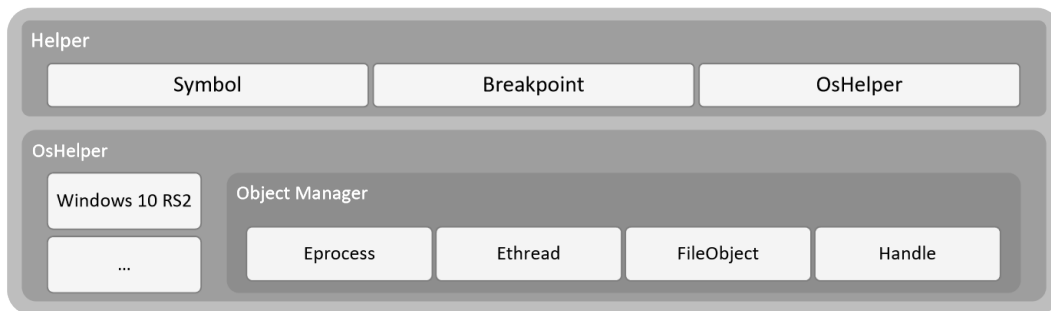 Helper
Symbol
Breakpoint
OsHelper
OsHelper
Windows 10 RS2
...
Object Manager
Eprocess
Ethread
FileObject
Handle